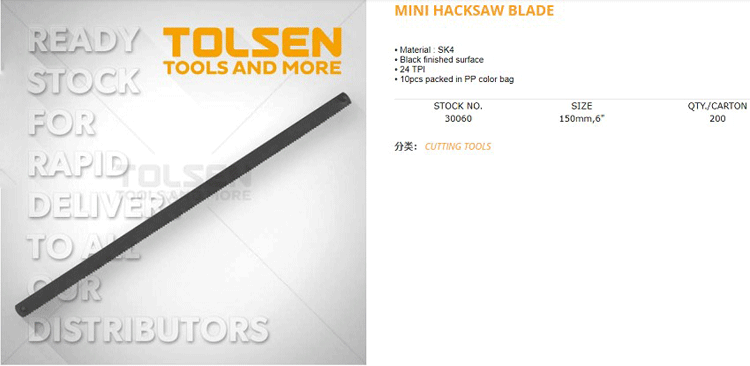 READY
STOCK
FOR
RAPID
DELIVERY
TO ALL
OUR
DISTRIBUTORS
TOLSEN
TOOLS AND MORE
TOLSEN
TOOLS AND MORE
MINI HACKSAW BLADE
• Material : SK4
• Black finished surface
• 24 TPI
• 10pcs packed in PP color bag
STOCK NO. SIZE QTY./CARTON
30060 150mm,6" 200
分类： CUTTING TOOLS